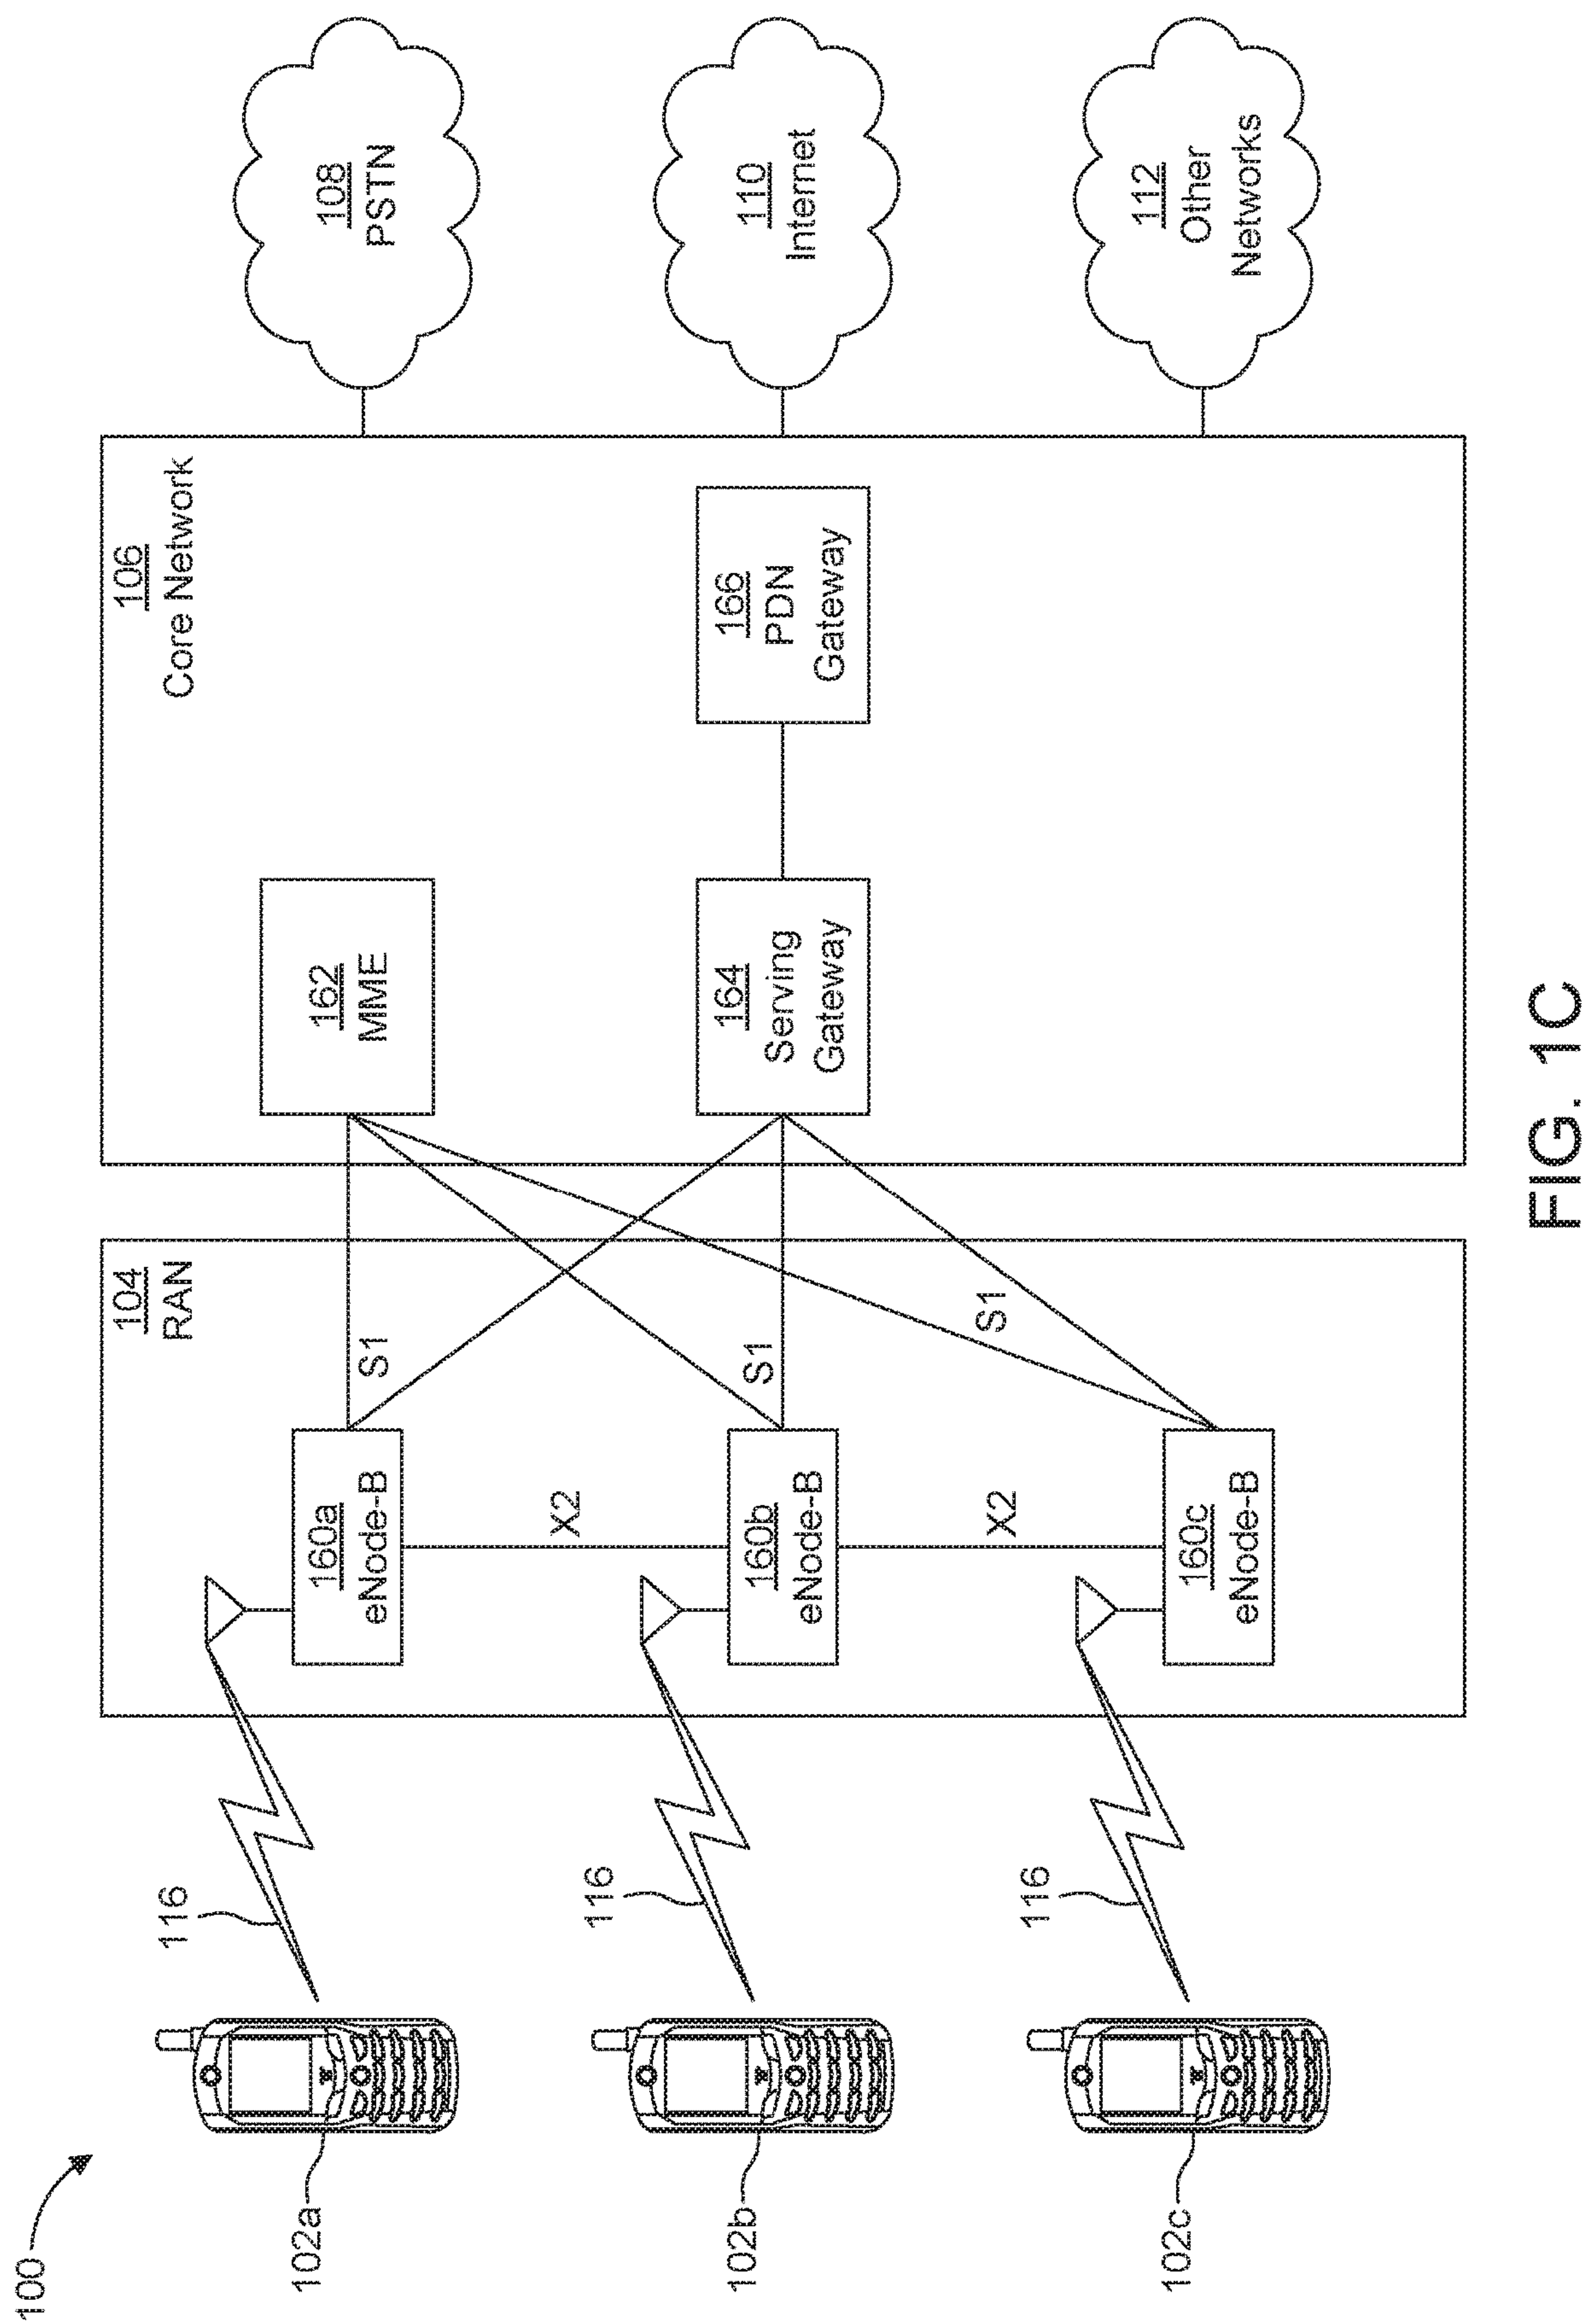 100
102a
116
104
RAN
160a
eNode-B
S1
X2
106
Core Network
162
MME
108
PSTN
102b
116
160b
eNode-B
S1
X2
164
Serving
Gateway
166
PDN
Gateway
110
Internet
102c
116
160c
eNode-B
S1
112
Other
Networks
FIG. 1C